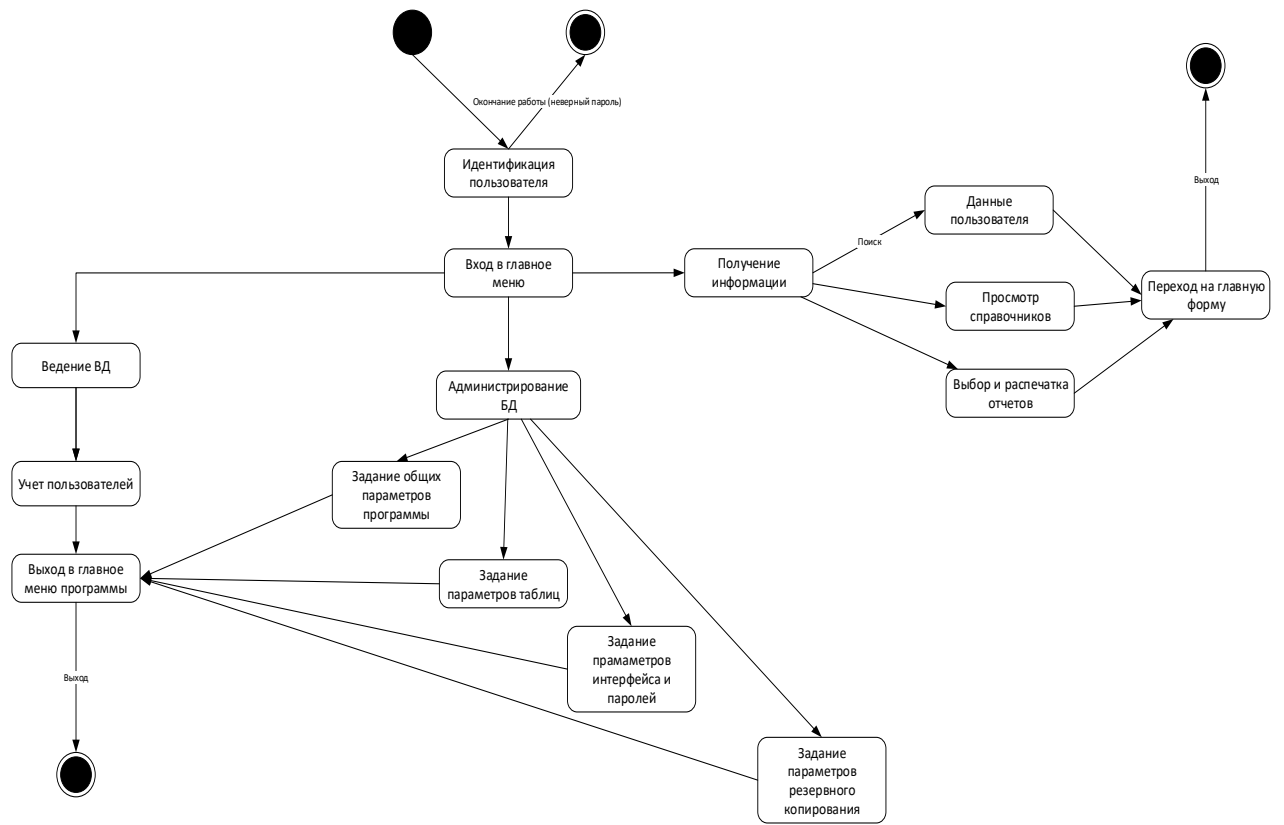 Окончание работы (неверный пароль)
Идентификация
пользователя
Вход в главное
меню
Получение
информации
Поиск
Данные
пользователя
Просмотр
справочников
Выбор и распечатка
отчетов
Переход на главную
форму
Выход
Ведение ВД
Учет пользователей
Выход в главное
меню программы
Выход
Администрирование
БД
Задание общих
параметров
программы
Задание
параметров таблиц
Задание
прамаметров
интерфейса и
паролей
Задание
параметров
резервного
копирования